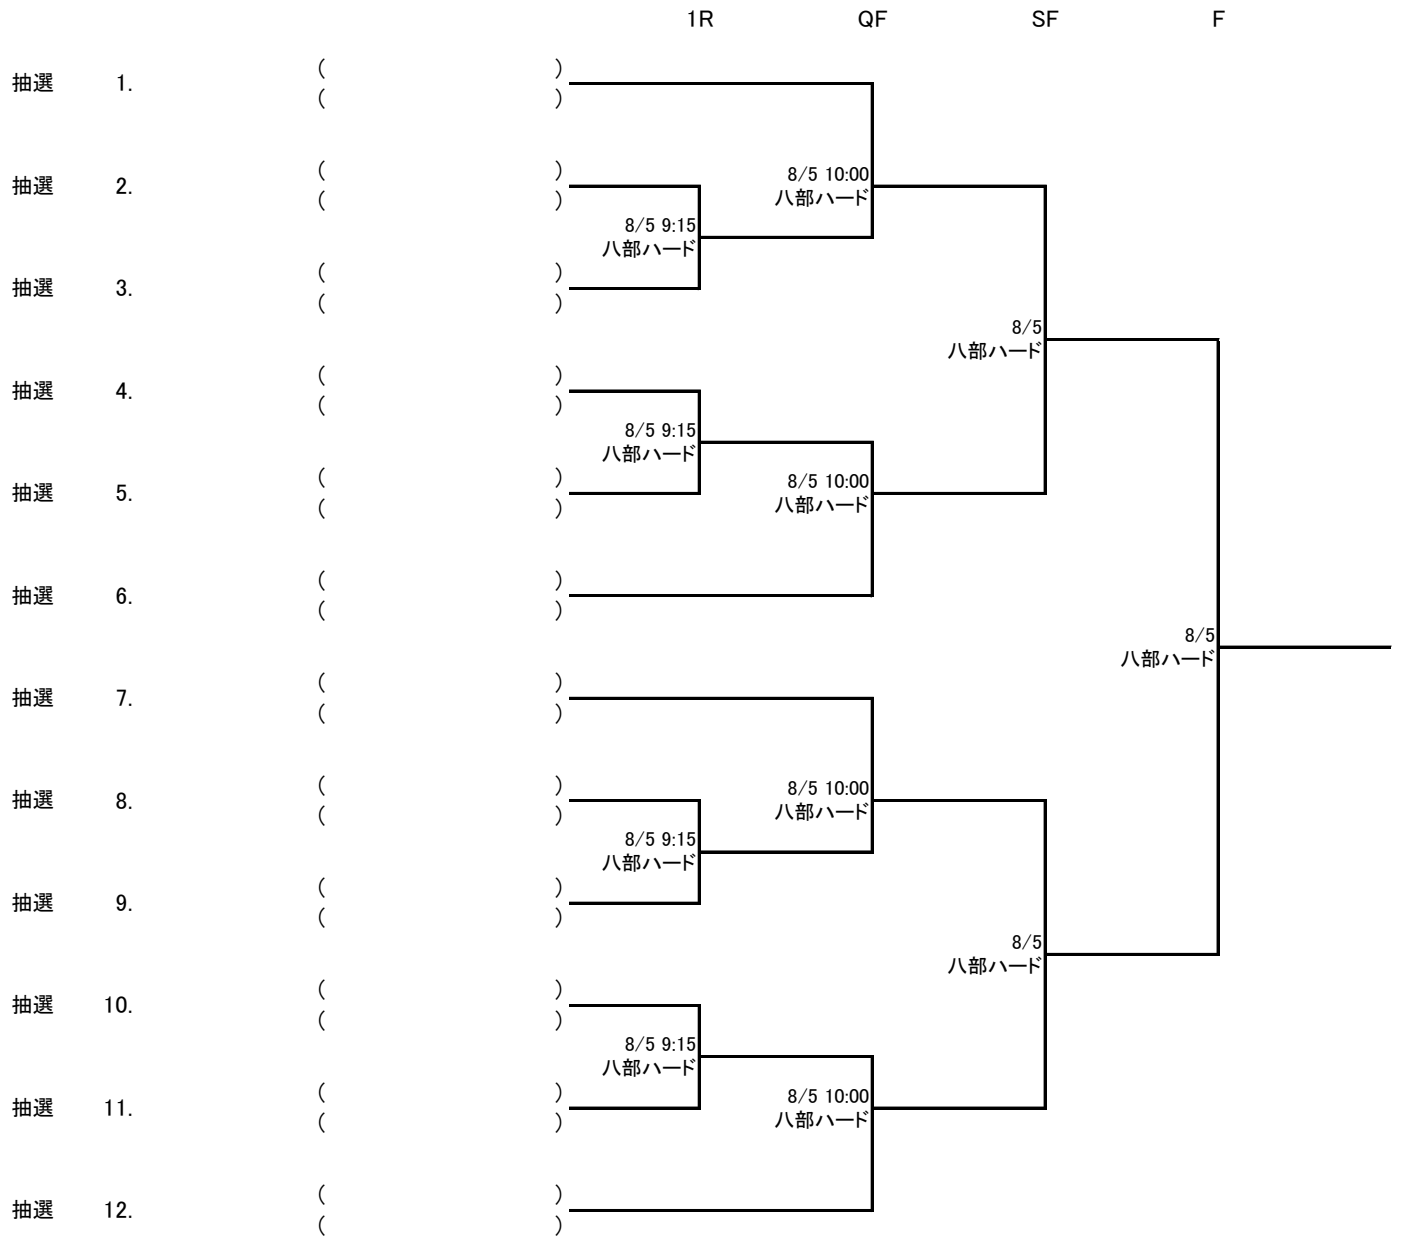 1R QF SF F
( )
抽選 1.
( )
( ) 8/5 10:00
抽選 2.
( ) 八部ハード
8/5 9:15
八部ハード
( )
抽選 3.
( )
8/5
八部ハード
( )
抽選 4.
( )
8/5 9:15
八部ハード
( ) 8/5 10:00
抽選 5.
( ) 八部ハード
( )
抽選 6.
( )
8/5
八部ハード
( )
抽選 7.
( )
( ) 8/5 10:00
抽選 8.
( ) 八部ハード
8/5 9:15
八部ハード
( )
抽選 9.
( )
8/5
八部ハード
( )
抽選 10.
( )
8/5 9:15
八部ハード
( ) 8/5 10:00
抽選 11.
( ) 八部ハード
( )
抽選 12.
( )